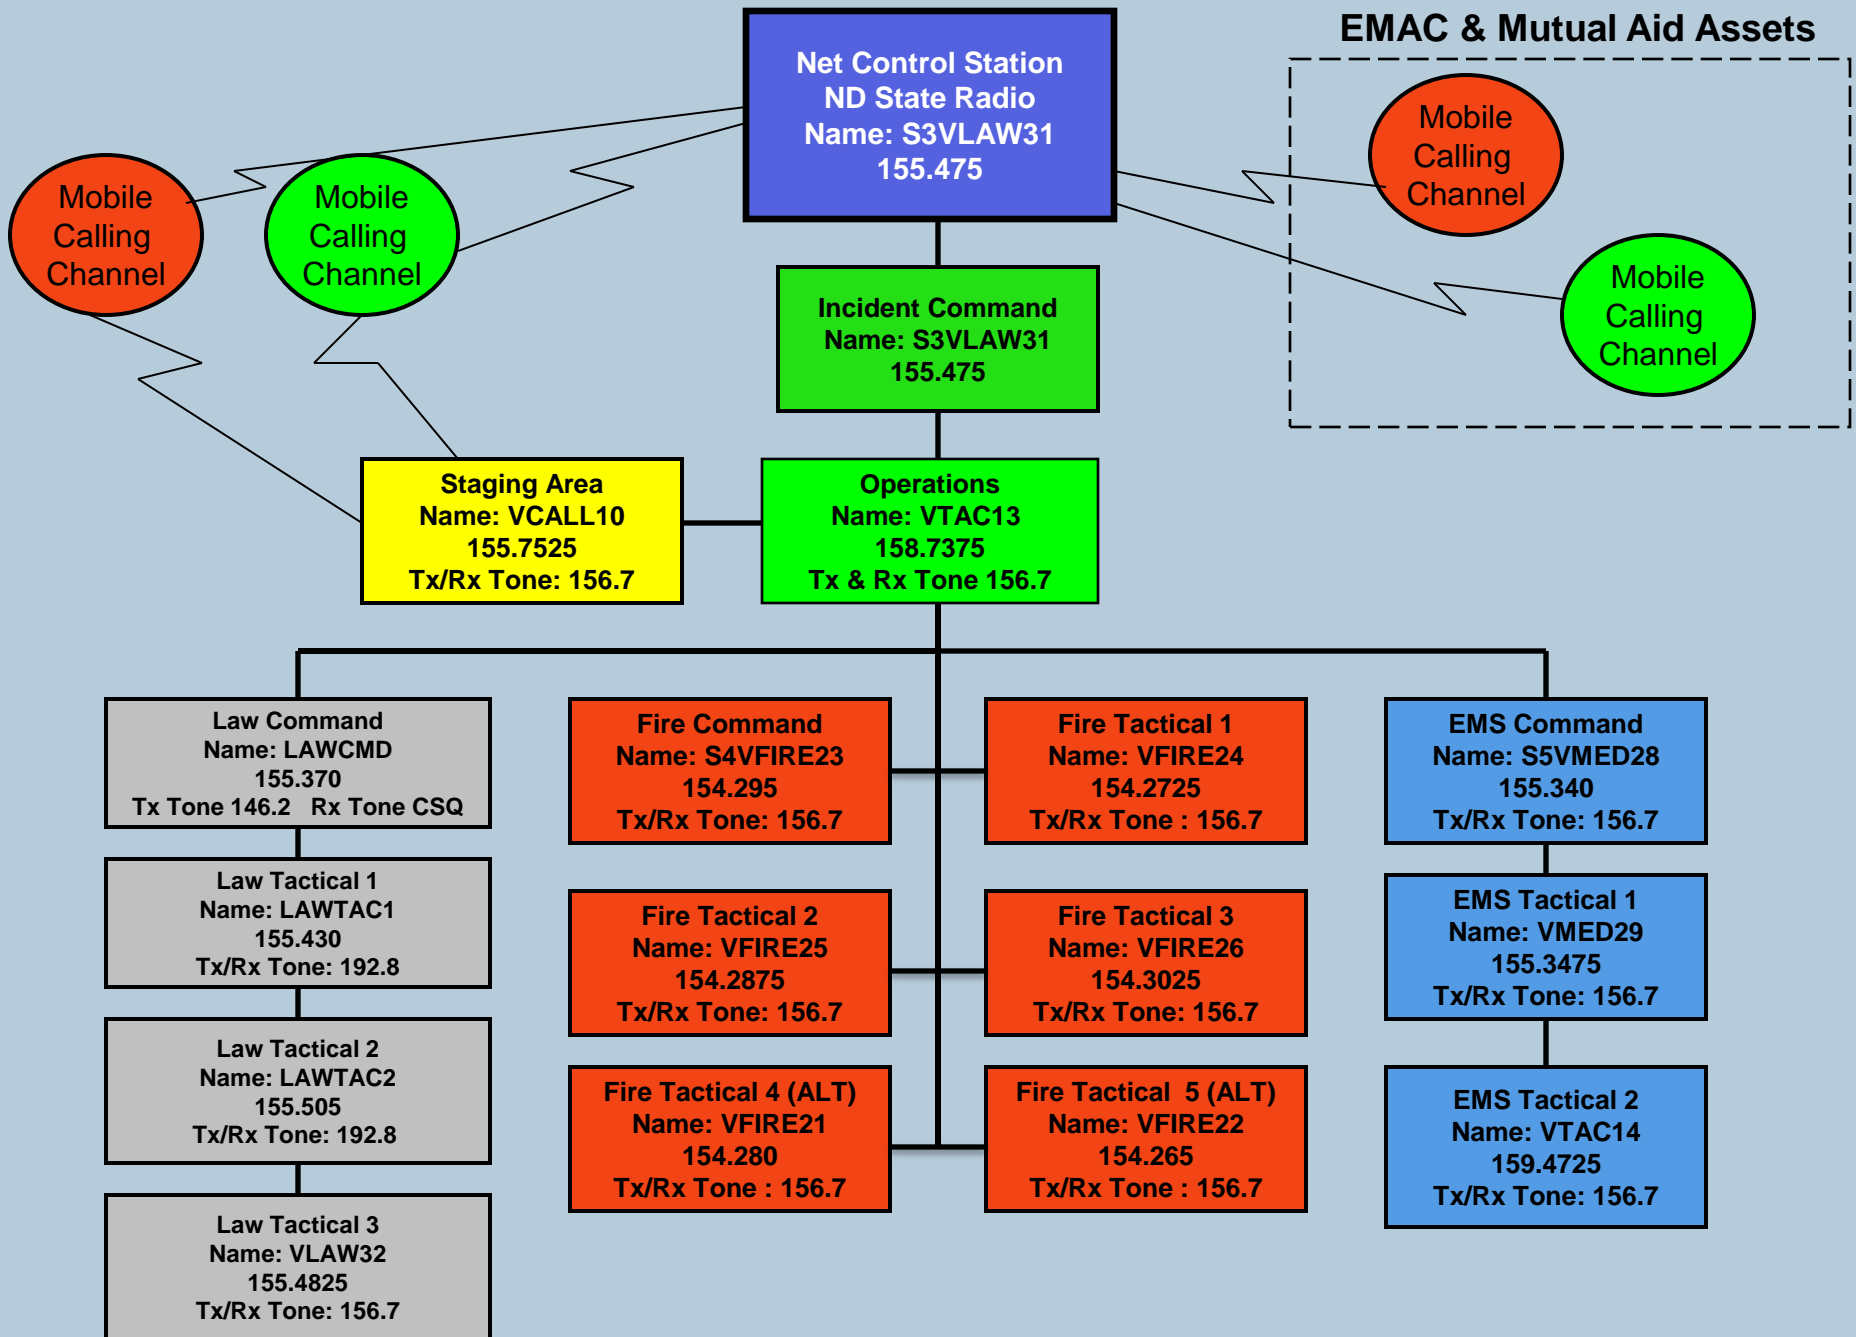 EMAC & Mutual Aid Assets
Net Control Station
ND State Radio
Name: S3VLAW31
155.475
Mobile
Calling
Channel
Mobile
Calling
Channel
Mobile
Calling
Channel
Mobile
Calling
Channel
Incident Command
Name: S3VLAW31
155.475
Staging Area
Name: VCALL10
155.7525
Tx/Rx Tone: 156.7
Operations
Name: VTAC13
158.7375
Tx & Rx Tone 156.7
Law Command
Name: LAWCMD
155.370
Tx Tone 146.2 Rx Tone CSQ
Law Tactical 1
Name: LAWTAC1
155.430
Tx/Rx Tone: 192.8
Law Tactical 2
Name: LAWTAC2
155.505
Tx/Rx Tone: 192.8
Law Tactical 3
Name: VLAW32
155.4825
Tx/Rx Tone: 156.7
Fire Command
Name: S4VFIRE23
154.295
Tx/Rx Tone: 156.7
Fire Tactical 1
Name: VFIRE24
154.2725
Tx/Rx Tone : 156.7
Fire Tactical 2
Name: VFIRE25
154.2875
Tx/Rx Tone: 156.7
Fire Tactical 3
Name: VFIRE26
154.3025
Tx/Rx Tone: 156.7
Fire Tactical 4 (ALT)
Name: VFIRE21
154.280
Tx/Rx Tone : 156.7
Fire Tactical 5 (ALT)
Name: VFIRE22
154.265
Tx/Rx Tone : 156.7
EMS Command
Name: S5VMED28
155.340
Tx/Rx Tone: 156.7
EMS Tactical 1
Name: VMED29
155.3475
Tx/Rx Tone: 156.7
EMS Tactical 2
Name: VTAC14
159.4725
Tx/Rx Tone: 156.7